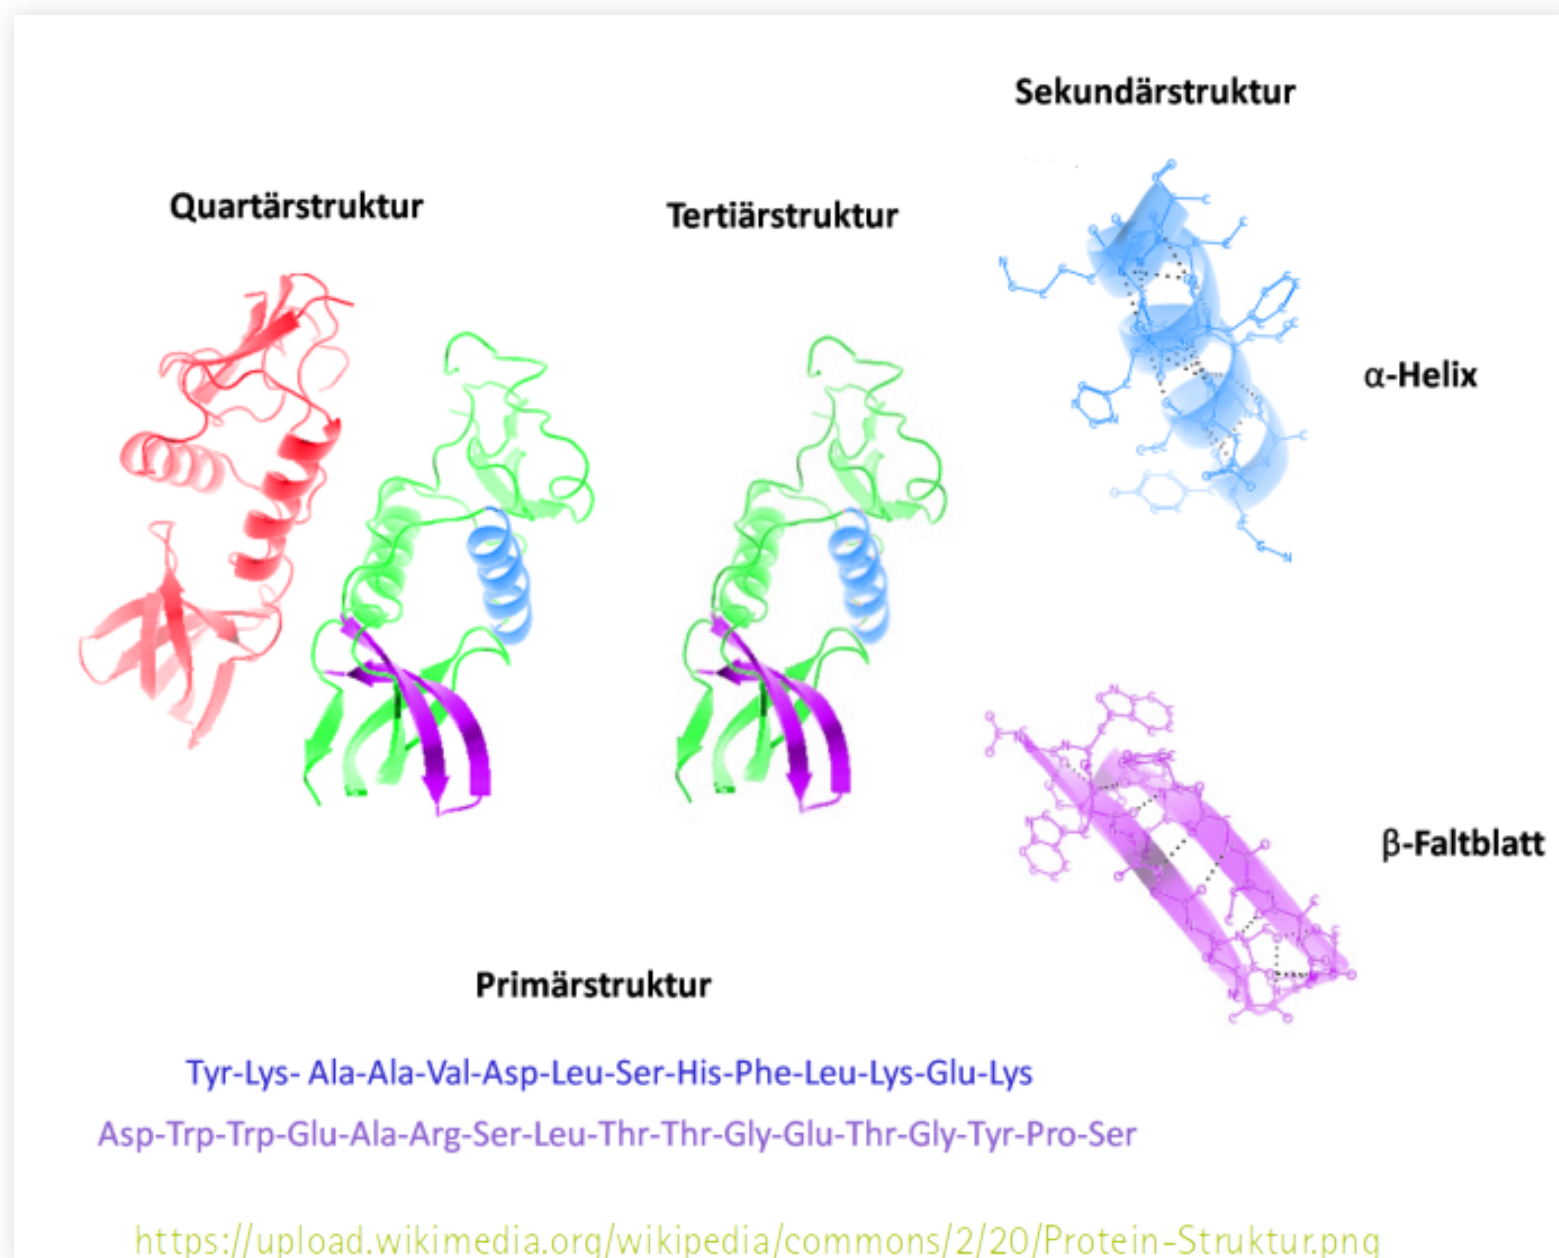 Sekundärstruktur
Quartärstruktur
Tertiärstruktur
α-Helix
β-Faltblatt
Primärstruktur
Tyr-Lys- Ala-Ala-Val-Asp-Leu-Ser-His-Phe-Leu-Lys-Glu-Lys
Asp-Trp-Trp-Glu-Ala-Arg-Ser-Leu-Thr-Thr-Gly-Glu-Thr-Gly-Tyr-Pro-Ser
https://upload.wikimedia.org/wikipedia/commons/2/20/Protein-Struktur.png